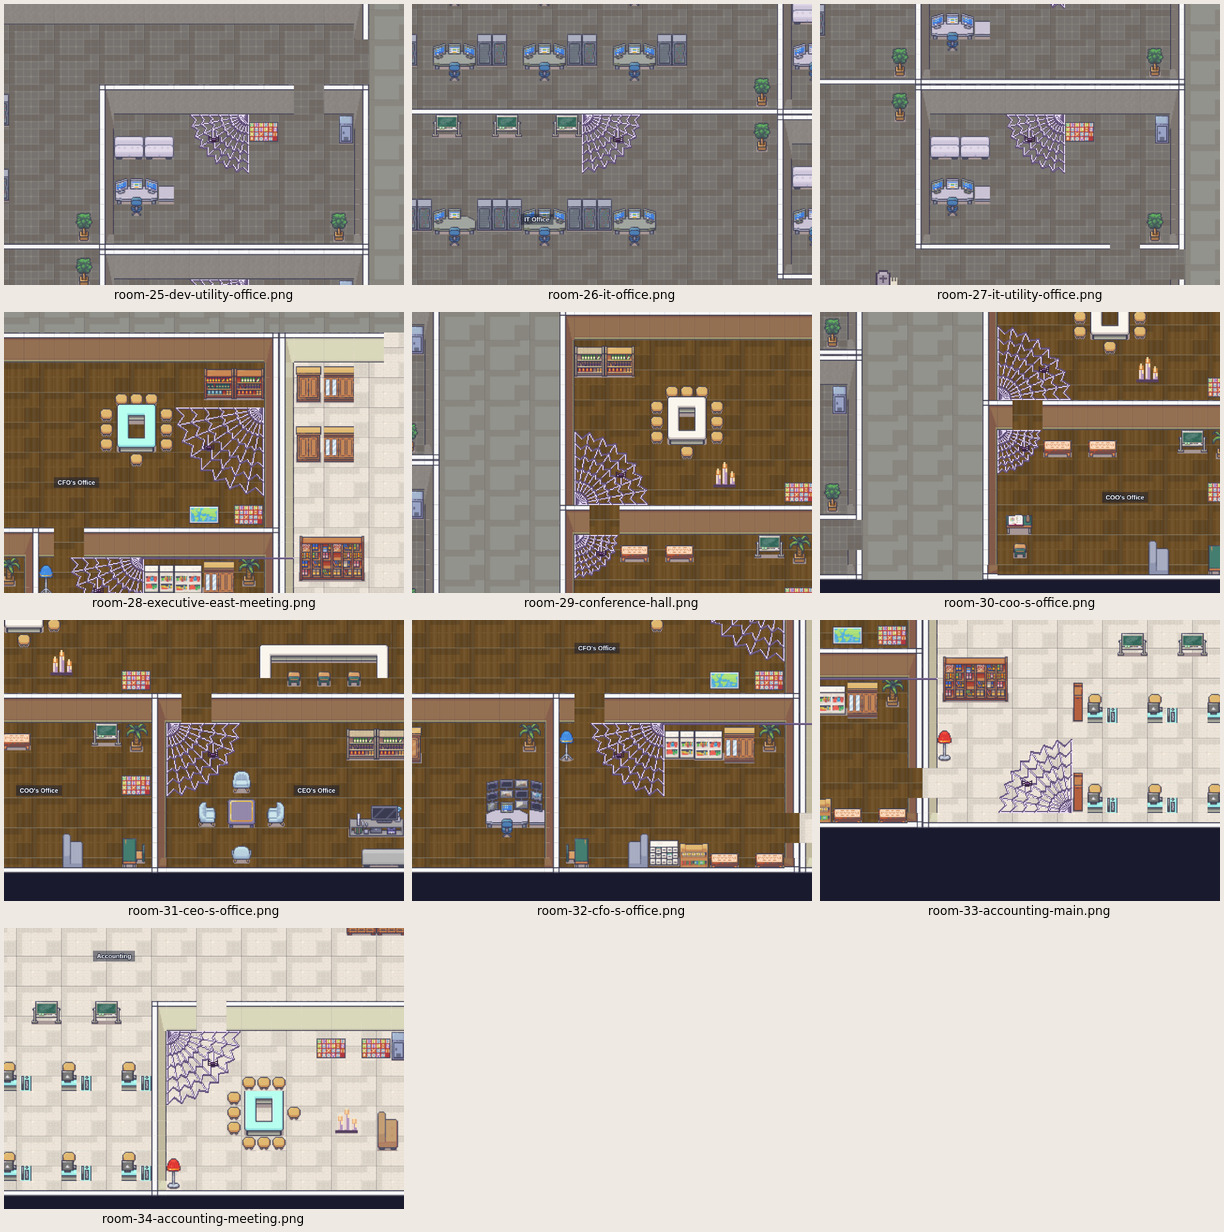 room-25-dev-utility-office.png
IT Office
room-26-it-office.png
room-27-it-utility-office.png
CFO's Office
room-28-executive-east-meeting.png
room-29-conference-hall.png
COO's Office
room-30-coo-s-office.png
COO's Office
CEO's Office
room-31-ceo-s-office.png
CFO's Office
room-32-cfo-s-office.png
room-33-accounting-main.png
Accounting
room-34-accounting-meeting.png